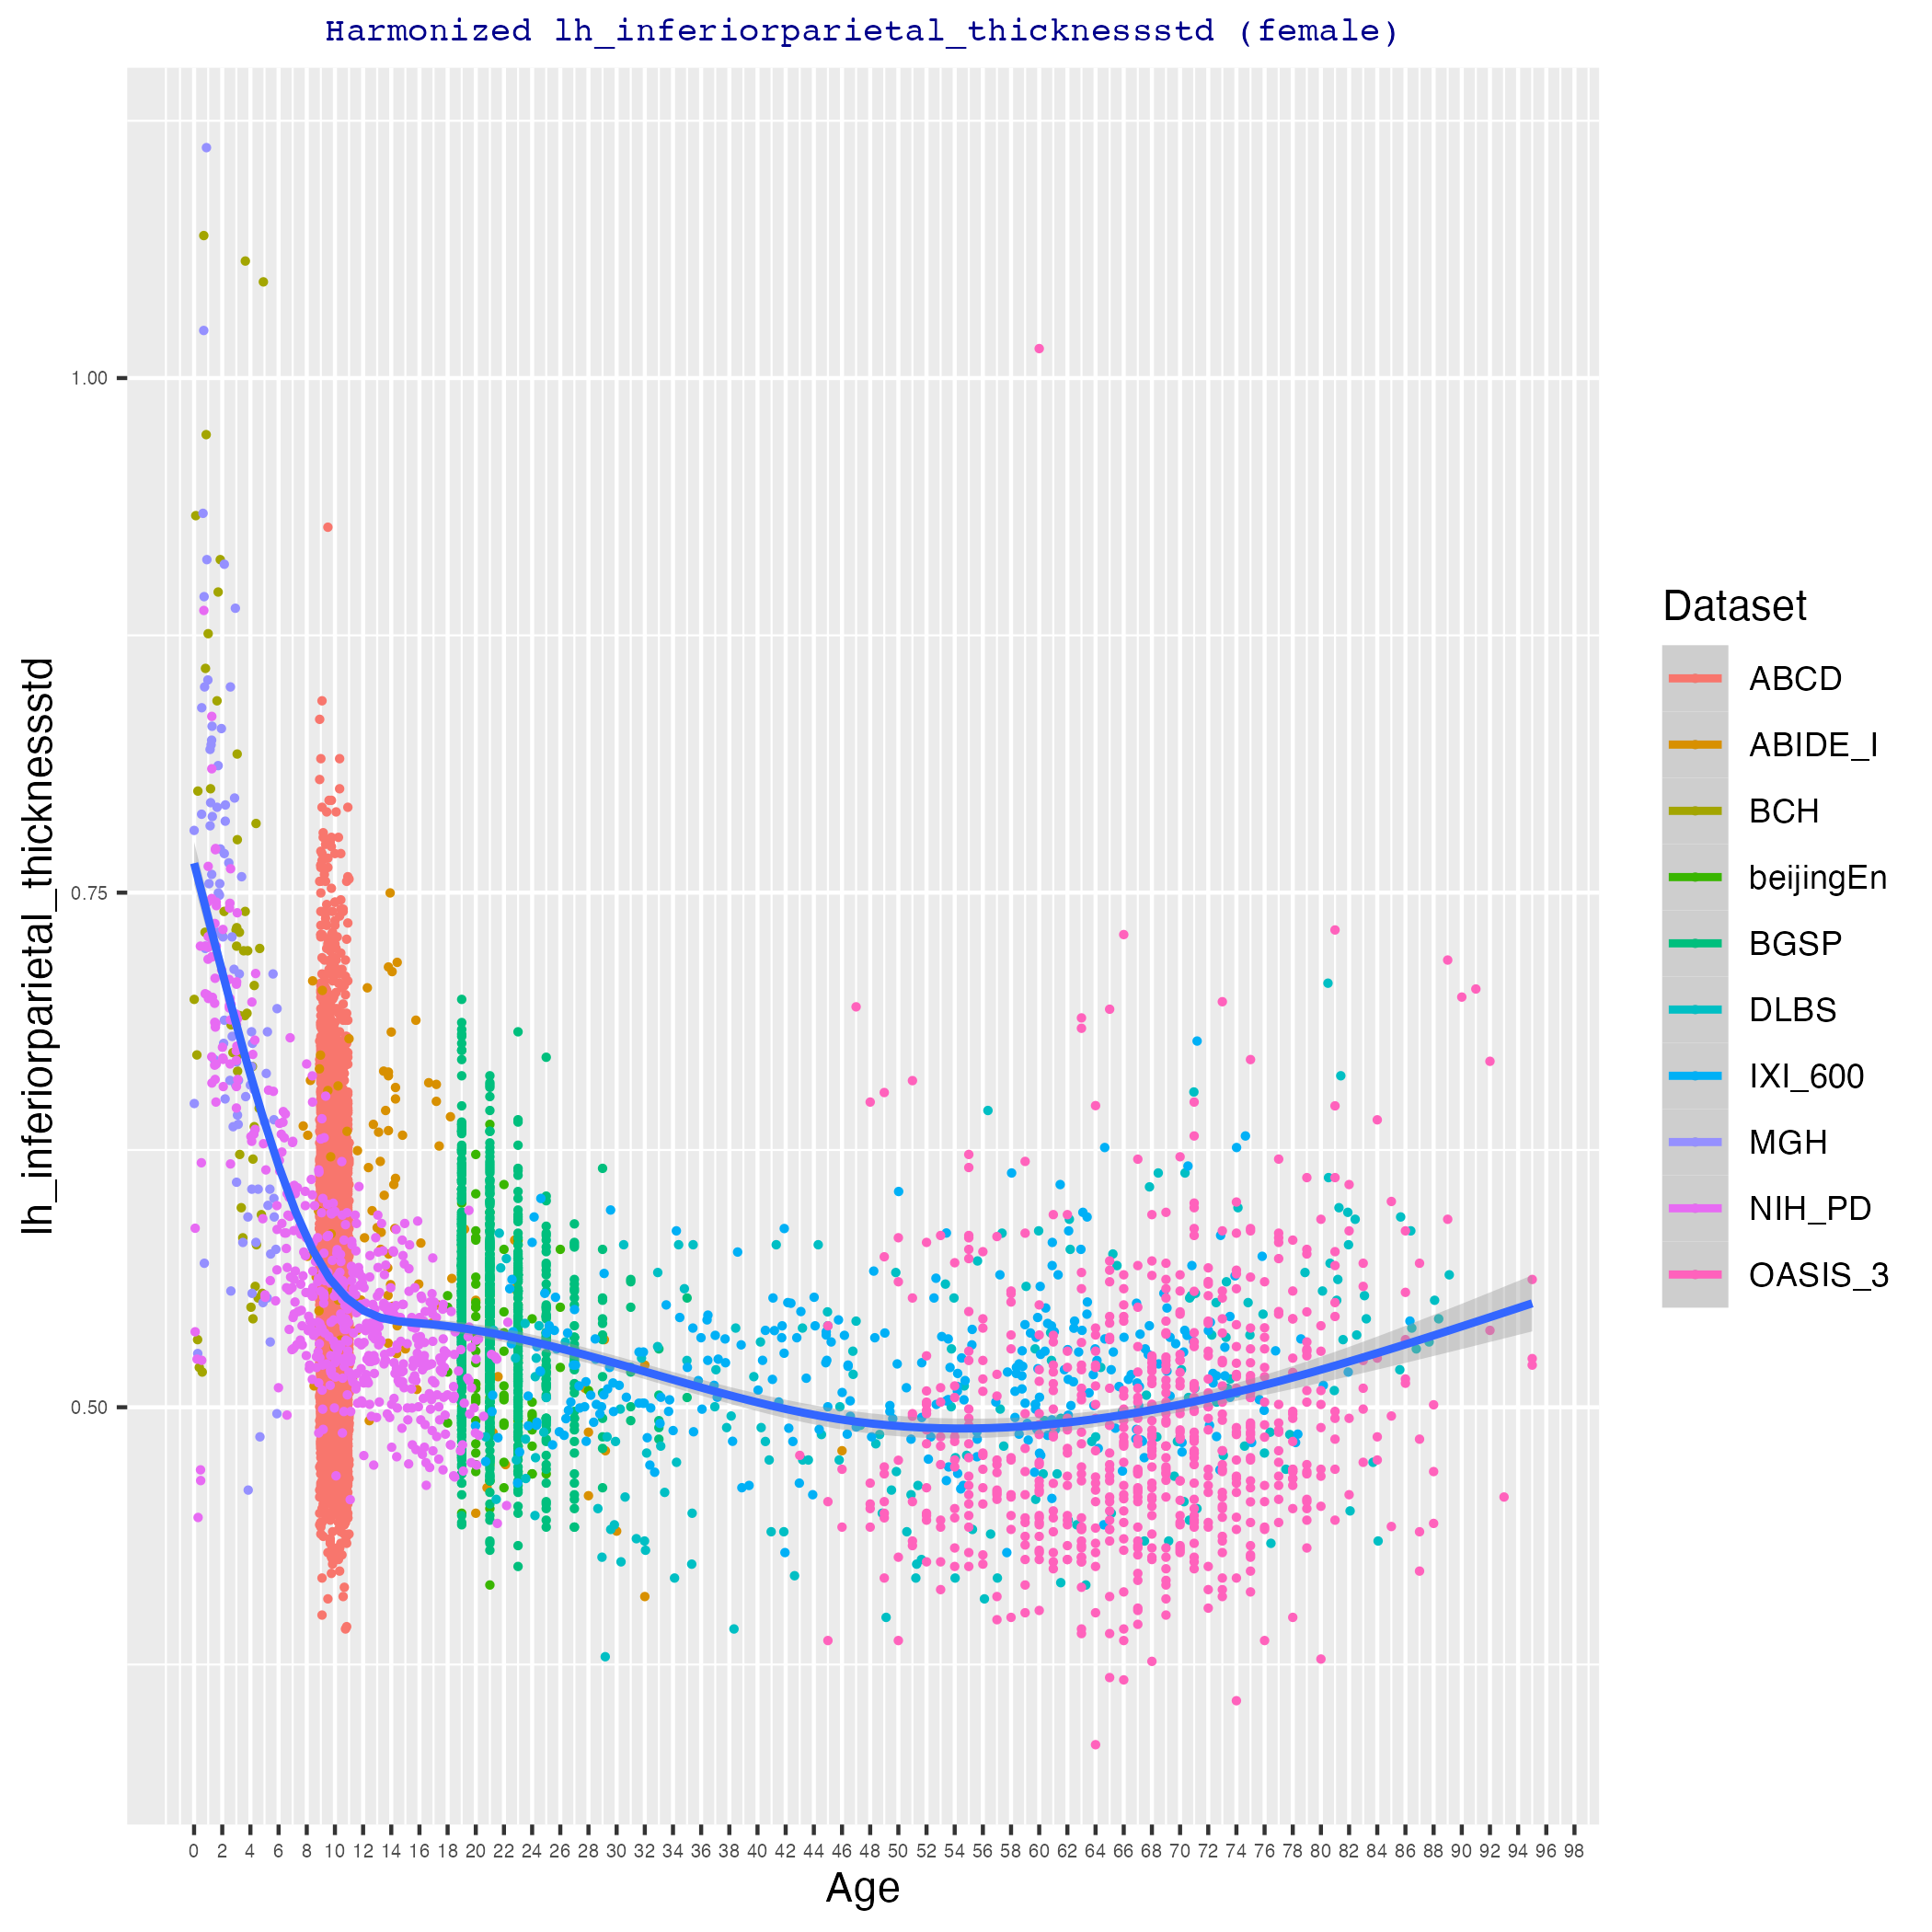 Harmonized lh_inferiorparietal_thicknessstd (female)
lh_inferiorparietal_thicknessstd
1.00
0.75
0.50
0 2 4 6 8 10 12 14 16 18 20 22 24 26 28 30 32 34 36 38 40 42 44 46 48 50 52 54 56 58 60 62 64 66 68 70 72 74 76 78 80 82 84 86 88 90 92 94 96 98
Age
Dataset
ABCD
ABIDE_I
BCH
beijingEn
BGSP
DLBS
IXI_600
MGH
NIH_PD
OASIS_3